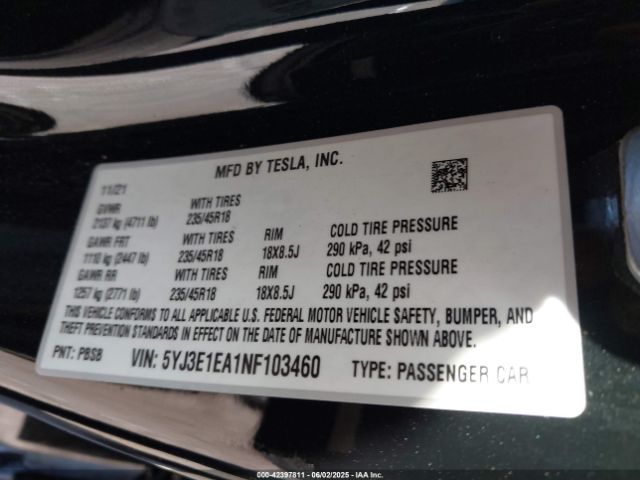 MFD BY TESLA, INC.
11/21
GVWR WITH TIRES
2137 kg (4711 lb) 235/45R18
GAWR FRT WITH TIRES RIM COLD TIRE PRESSURE
1110 kg (2447 lb) 235/45R18 18X8.5J 290 kPa, 42 psi
GAWR RR WITH TIRES RIM COLD TIRE PRESSURE
1257 kg (2771 lb) 235/45R18 18X8.5J 290 kPa, 42 psi
THIS VEHICLE CONFORMS TO ALL APPLICABLE U.S. FEDERAL MOTOR VEHICLE SAFETY, BUMPER, AND
THEFT PREVENTION STANDARDS IN EFFECT ON THE DATE OF MANUFACTURE SHOWN ABOVE.
PNT: PBSB VIN: 5YJ3E1EA1NF103460 TYPE: PASSENGER CAR
000-42397811 - 06/02/2025 - IAA Inc.